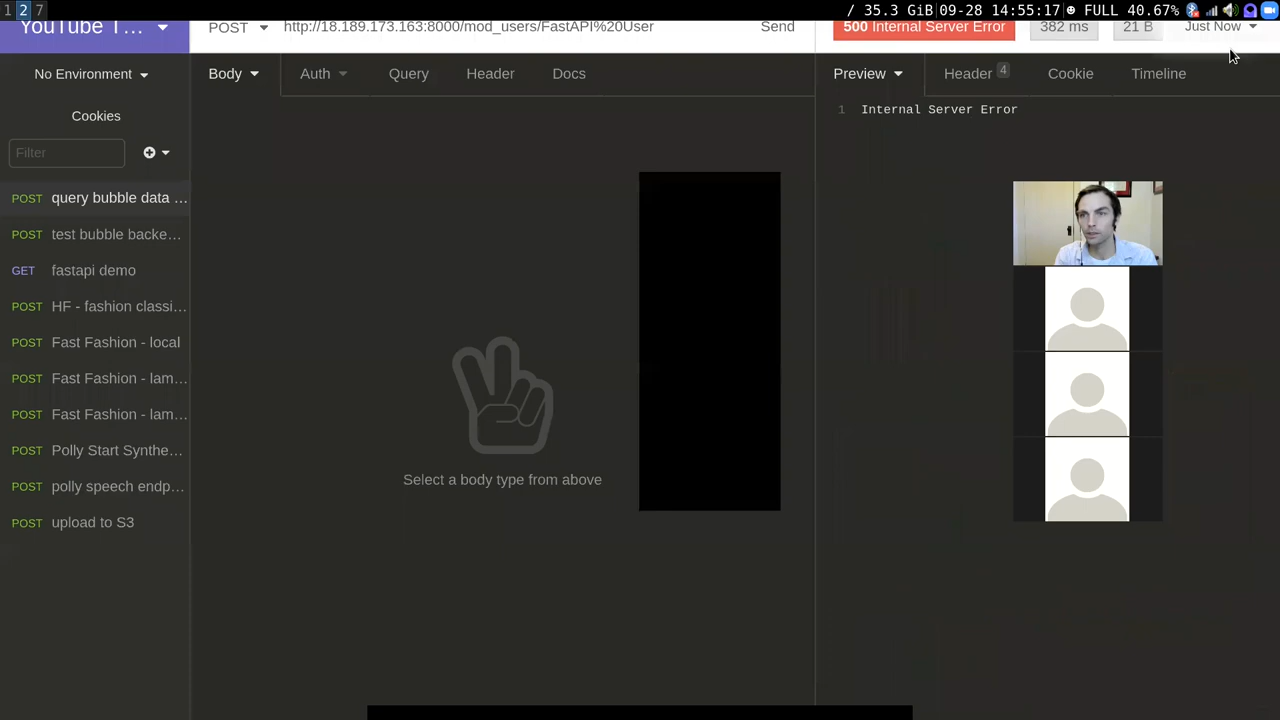 1 2 7
/ 35.3 GiB 09-28 14:55:17 ☻ FULL 40.67%
YouTube T...
POST http://18.189.173.163:8000/mod_users/FastAPI%20User Send
500 Internal Server Error 382 ms 21 B Just Now
No Environment
Body Auth Query Header Docs
Preview Header 4 Cookie Timeline
Cookies
1 Internal Server Error
Filter
POST query bubble data ...
POST test bubble backe...
GET fastapi demo
POST HF - fashion classi...
POST Fast Fashion - local
POST Fast Fashion - lam...
POST Fast Fashion - lam...
POST Polly Start Synthe...
POST polly speech endp...
POST upload to S3
Select a body type from above